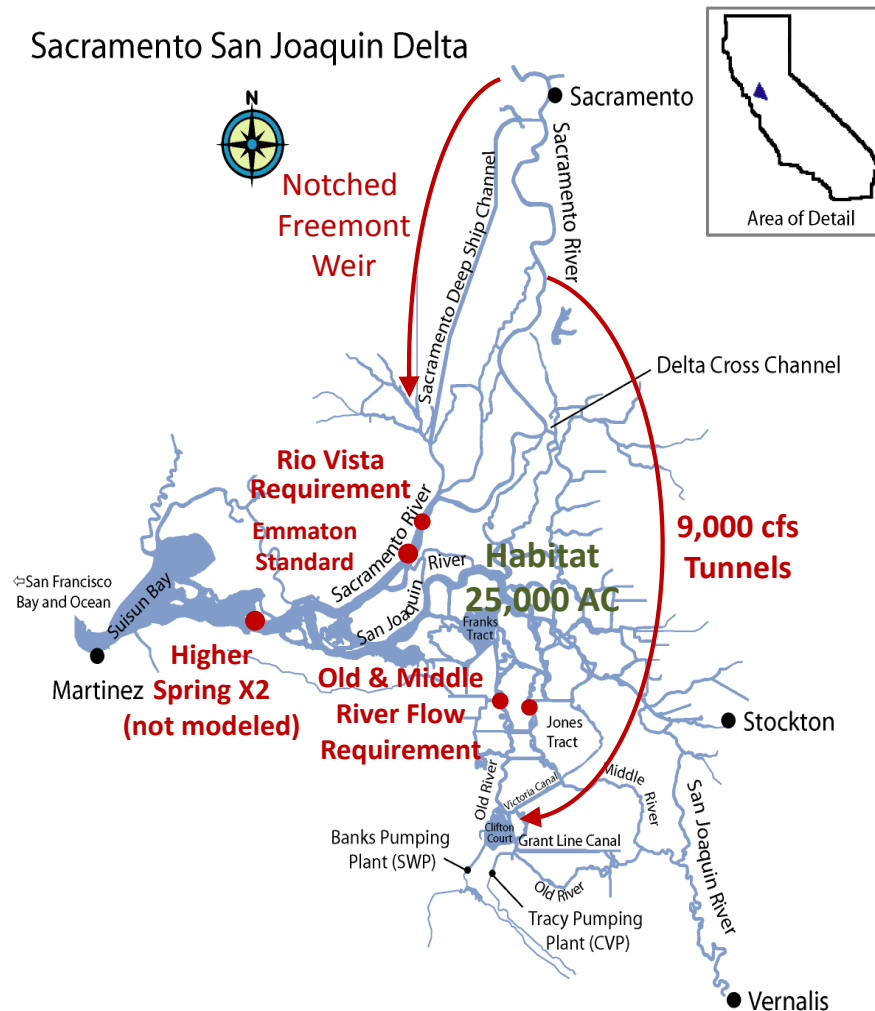 Sacramento San Joaquin Delta
N
Sacramento
Area of Detail
Notched
Freemont
Weir
Sacramento Deep Ship Channel
Sacramento River
Delta Cross Channel
Rio Vista
Requirement
Emmaton
Standard
Sacramento River
San Joaquin
River
Habitat
25,000 AC
9,000 cfs
Tunnels
⇦San Francisco
Bay and Ocean
Suisun Bay
Franks
Tract
Martinez
Higher
Spring X2
(not modeled)
Old & Middle
River Flow
Requirement
Jones
Tract
Stockton
Old River
Victoria Canal
Middle
River
San Joaquin River
Clifton
Court
Grant Line Canal
Banks Pumping
Plant (SWP)
Old River
Tracy Pumping
Plant (CVP)
Vernalis